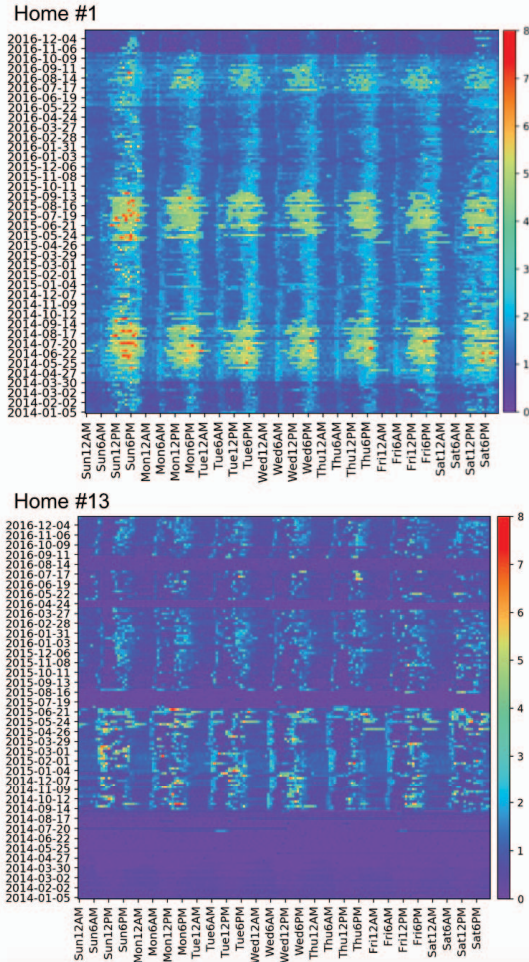 Home #1
2016-12-04
2016-11-06
2016-10-09
2016-09-11
2016-08-14
2016-07-17
2016-06-19
2016-05-22
2016-04-24
2016-03-27
2016-02-28
2016-01-31
2016-01-03
2015-12-06
2015-11-08
2015-10-11
2015-09-13
2015-08-16
2015-07-19
2015-06-21
2015-05-24
2015-04-26
2015-03-29
2015-03-01
2015-02-01
2015-01-04
2014-12-07
2014-11-09
2014-10-12
2014-09-14
2014-08-17
2014-07-20
2014-06-22
2014-05-25
2014-04-27
2014-03-30
2014-03-02
2014-02-02
2014-01-05
Sun12AM
Sun6AM
Sun12PM
Sun6PM
Mon12AM
Mon6AM
Mon12PM
Mon6PM
Tue12AM
Tue6AM
Tue12PM
Tue6PM
Wed12AM
Wed6AM
Wed12PM
Wed6PM
Thu12AM
Thu6AM
Thu12PM
Thu6PM
Fri12AM
Fri6AM
Fri12PM
Fri6PM
Sat12AM
Sat6AM
Sat12PM
Sat6PM
8
7
6
5
4
3
2
1
0
Home #13
2016-12-04
2016-11-06
2016-10-09
2016-09-11
2016-08-14
2016-07-17
2016-06-19
2016-05-22
2016-04-24
2016-03-27
2016-02-28
2016-01-31
2016-01-03
2015-12-06
2015-11-08
2015-10-11
2015-09-13
2015-08-16
2015-07-19
2015-06-21
2015-05-24
2015-04-26
2015-03-29
2015-03-01
2015-02-01
2015-01-04
2014-12-07
2014-11-09
2014-10-12
2014-09-14
2014-08-17
2014-07-20
2014-06-22
2014-05-25
2014-04-27
2014-03-30
2014-03-02
2014-02-02
2014-01-05
Sun12AM
Sun6AM
Sun12PM
Sun6PM
Mon12AM
Mon6AM
Mon12PM
Mon6PM
Tue12AM
Tue6AM
Tue12PM
Tue6PM
Wed12AM
Wed6AM
Wed12PM
Wed6PM
Thu12AM
Thu6AM
Thu12PM
Thu6PM
Fri12AM
Fri6AM
Fri12PM
Fri6PM
Sat12AM
Sat6AM
Sat12PM
Sat6PM
8
7
6
5
4
3
2
1
0